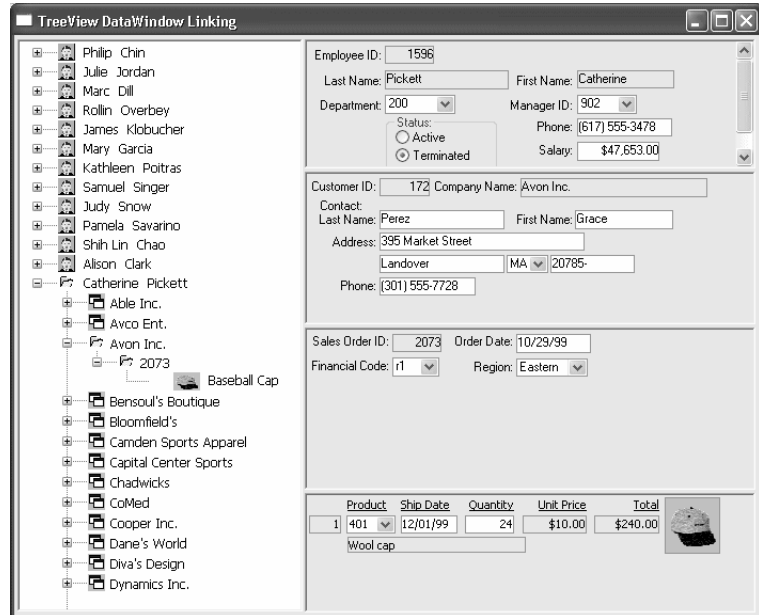 TreeView DataWindow Linking
Philip Chin
Julie Jordan
Marc Dill
Rollin Overbey
James Klobucher
Mary Garcia
Kathleen Poitras
Samuel Singer
Judy Snow
Pamela Savarino
Shih Lin Chao
Alison Clark
Catherine Pickett
Able Inc.
Avco Ent.
Avon Inc.
2073
Baseball Cap
Bensoul's Boutique
Bloomfield's
Camden Sports Apparel
Capital Center Sports
Chadwicks
CoMed
Cooper Inc.
Dane's World
Diva's Design
Dynamics Inc.
Employee ID: 1596
Last Name: Pickett First Name: Catherine
Department: 200 Manager ID: 902
Status: Phone: (617) 555-3478
Active
Terminated Salary: $47,653.00
Customer ID: 172 Company Name: Avon Inc.
Contact:
Last Name: Perez First Name: Grace
Address: 395 Market Street
Landover MA 20785-
Phone: (301) 555-7728
Sales Order ID: 2073 Order Date: 10/29/99
Financial Code: r1 Region: Eastern
Product Ship Date Quantity Unit Price Total
1 401 12/01/99 24 $10.00 $240.00
Wool cap